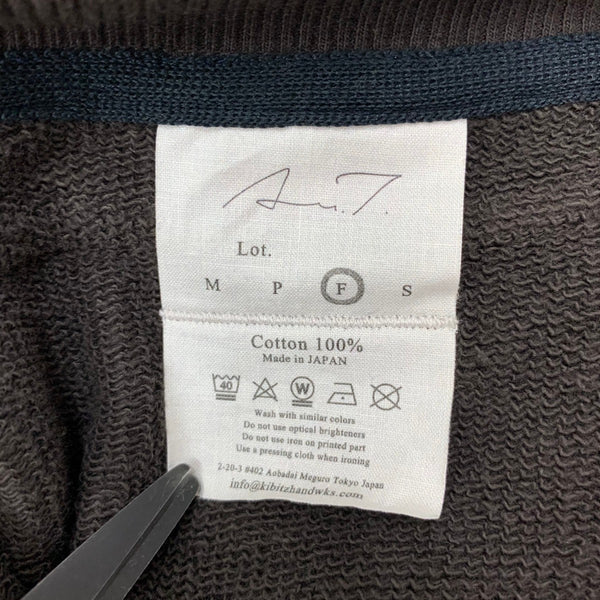 Au.T.
Lot.
M P F S
Cotton 100%
Made in JAPAN
40 W
Wash with similar colors
Do not use optical brighteners
Do not use iron on printed part
Use a pressing cloth when ironing
2-20-3 #402 Aobadai Meguro Tokyo Japan
info@kibitzhandwks.com